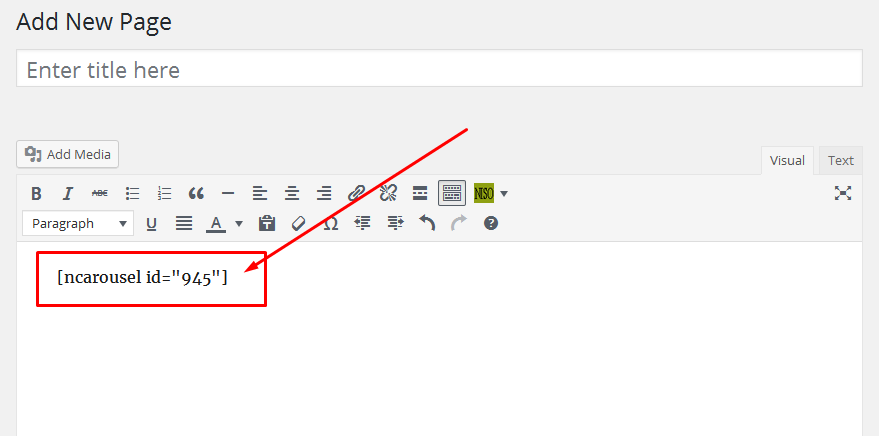 Add New Page
Enter title here
Add Media
Visual Text
B I ABC NISO
Paragraph U A Ω ?
[ncarousel id="945"]